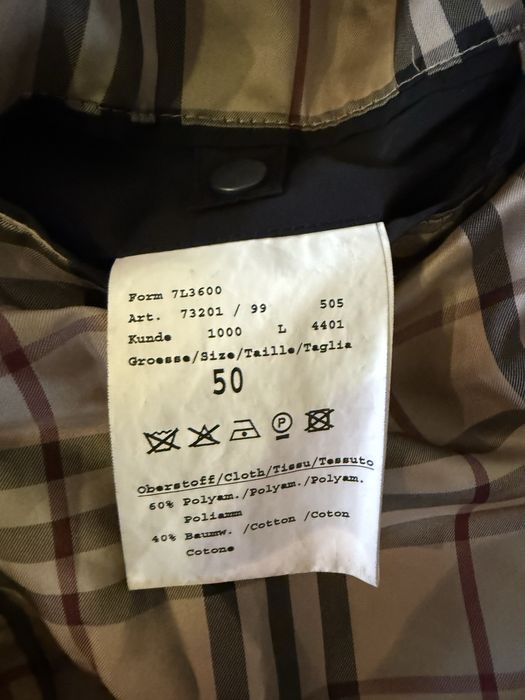 Form 7L3600
Art. 73201 / 99 505
Kunde 1000 L 4401
Groesse/Size/Taille/Taglia
50
P
Oberstoff/Cloth/Tissu/Tessuto
60% Polyam./Polyam./Polyam.
Poliamm
40% Baumw. /Cotton /Coton
Cotone